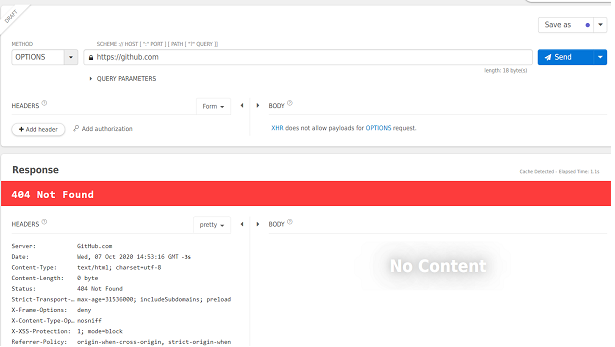 DRAFT
Save as
METHOD
SCHEME :// HOST [ ":" PORT ] [ PATH [ "?" QUERY ]]
OPTIONS
https://github.com
Send
length: 18 byte(s)
QUERY PARAMETERS
HEADERS
Form
BODY
Add header
Add authorization
XHR does not allow payloads for OPTIONS request.
Response
Cache Detected - Elapsed Time: 1.1s
404 Not Found
HEADERS
pretty
BODY
Server: GitHub.com
Date: Wed, 07 Oct 2020 14:53:16 GMT -3s
Content-Type: text/html; charset=utf-8
Content-Length: 0 byte
Status: 404 Not Found
Strict-Transport-… max-age=31536000; includeSubdomains; preload
X-Frame-Options: deny
X-Content-Type-Op… nosniff
X-XSS-Protection: 1; mode=block
Referrer-Policy: origin-when-cross-origin, strict-origin-when
No Content